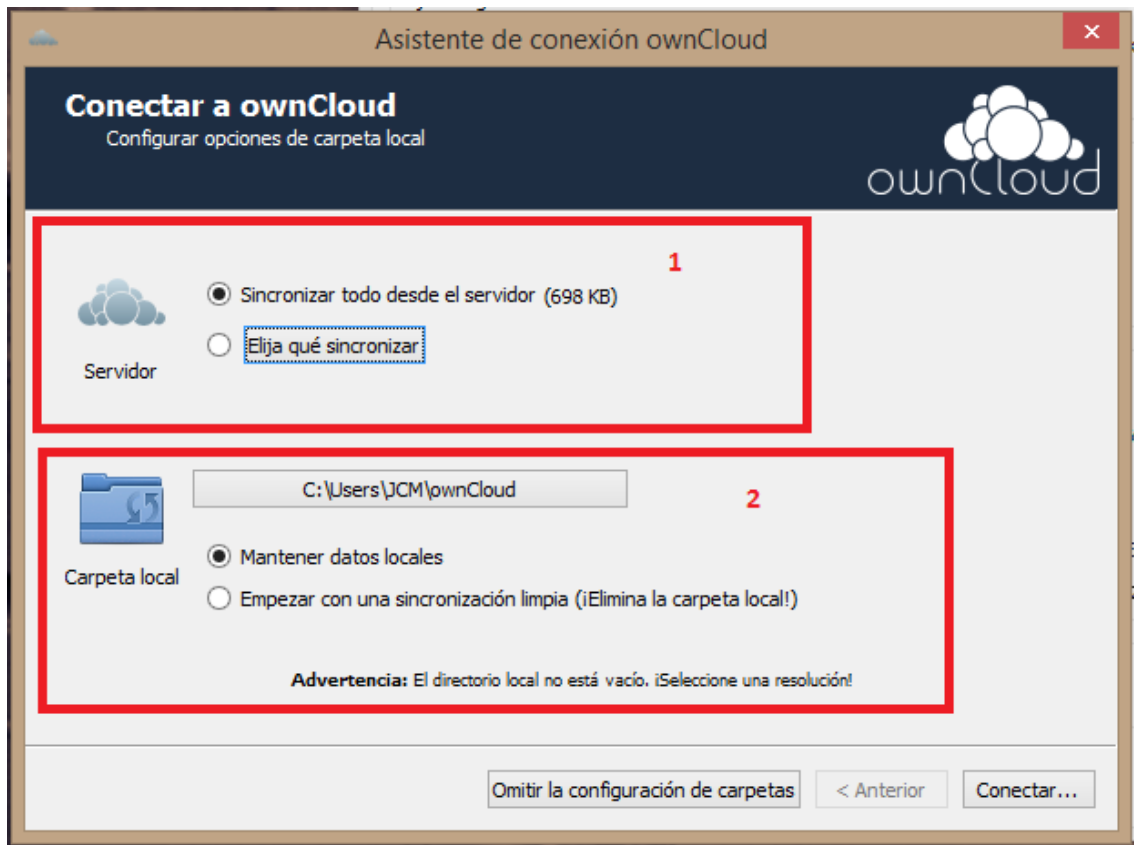 Asistente de conexión ownCloud
Conectar a ownCloud
Configurar opciones de carpeta local
ownCloud
1
Sincronizar todo desde el servidor (698 KB)
Elija qué sincronizar
Servidor
C:\Users\JCM\ownCloud
2
Mantener datos locales
Carpeta local
Empezar con una sincronización limpia (¡Elimina la carpeta local!)
Advertencia: El directorio local no está vacío. ¡Seleccione una resolución!
Omitir la configuración de carpetas
< Anterior
Conectar...